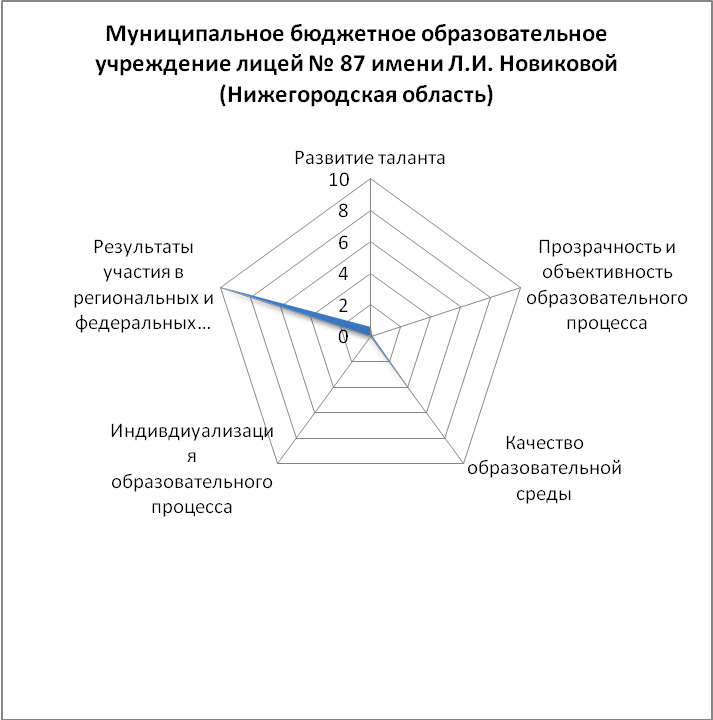 Муниципальное бюджетное образовательное
учреждение лицей № 87 имени Л.И. Новиковой
(Нижегородская область)
Развитие таланта
10
8
6
4
2
0
Прозрачность и
объективность
образовательного
процесса
Качество
образовательной
среды
Индивдиуализаци
я
образовательного
процесса
Результаты
участия в
региональных и
федеральных...